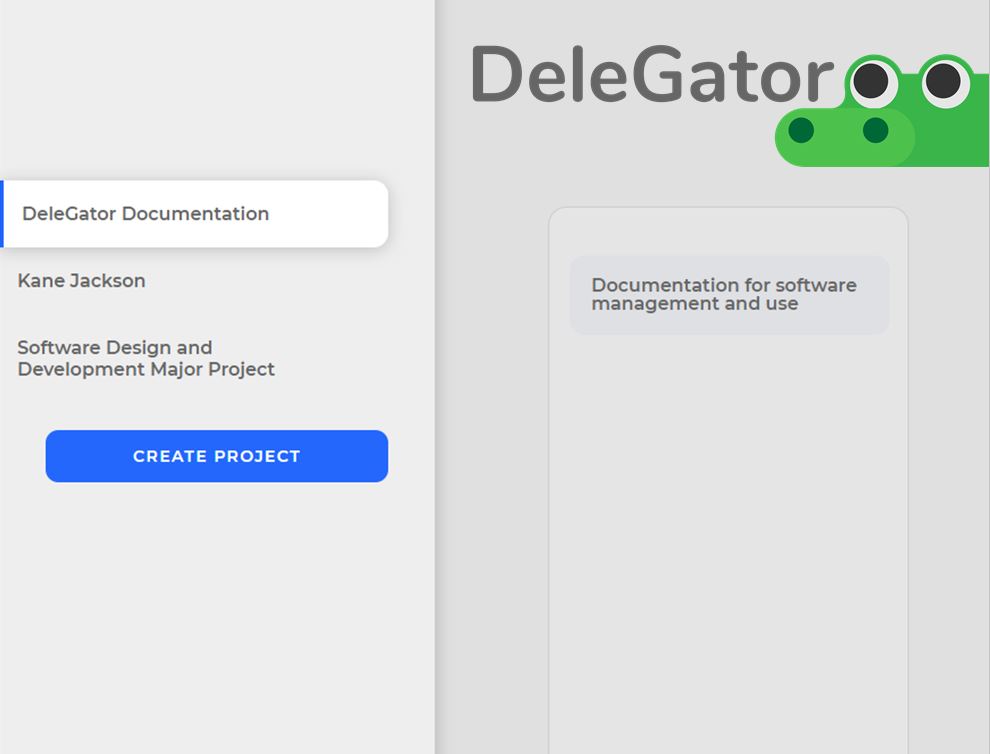 DeleGator
DeleGator Documentation
Kane Jackson
Software Design and
Development Major Project
CREATE PROJECT
Documentation for software
management and use